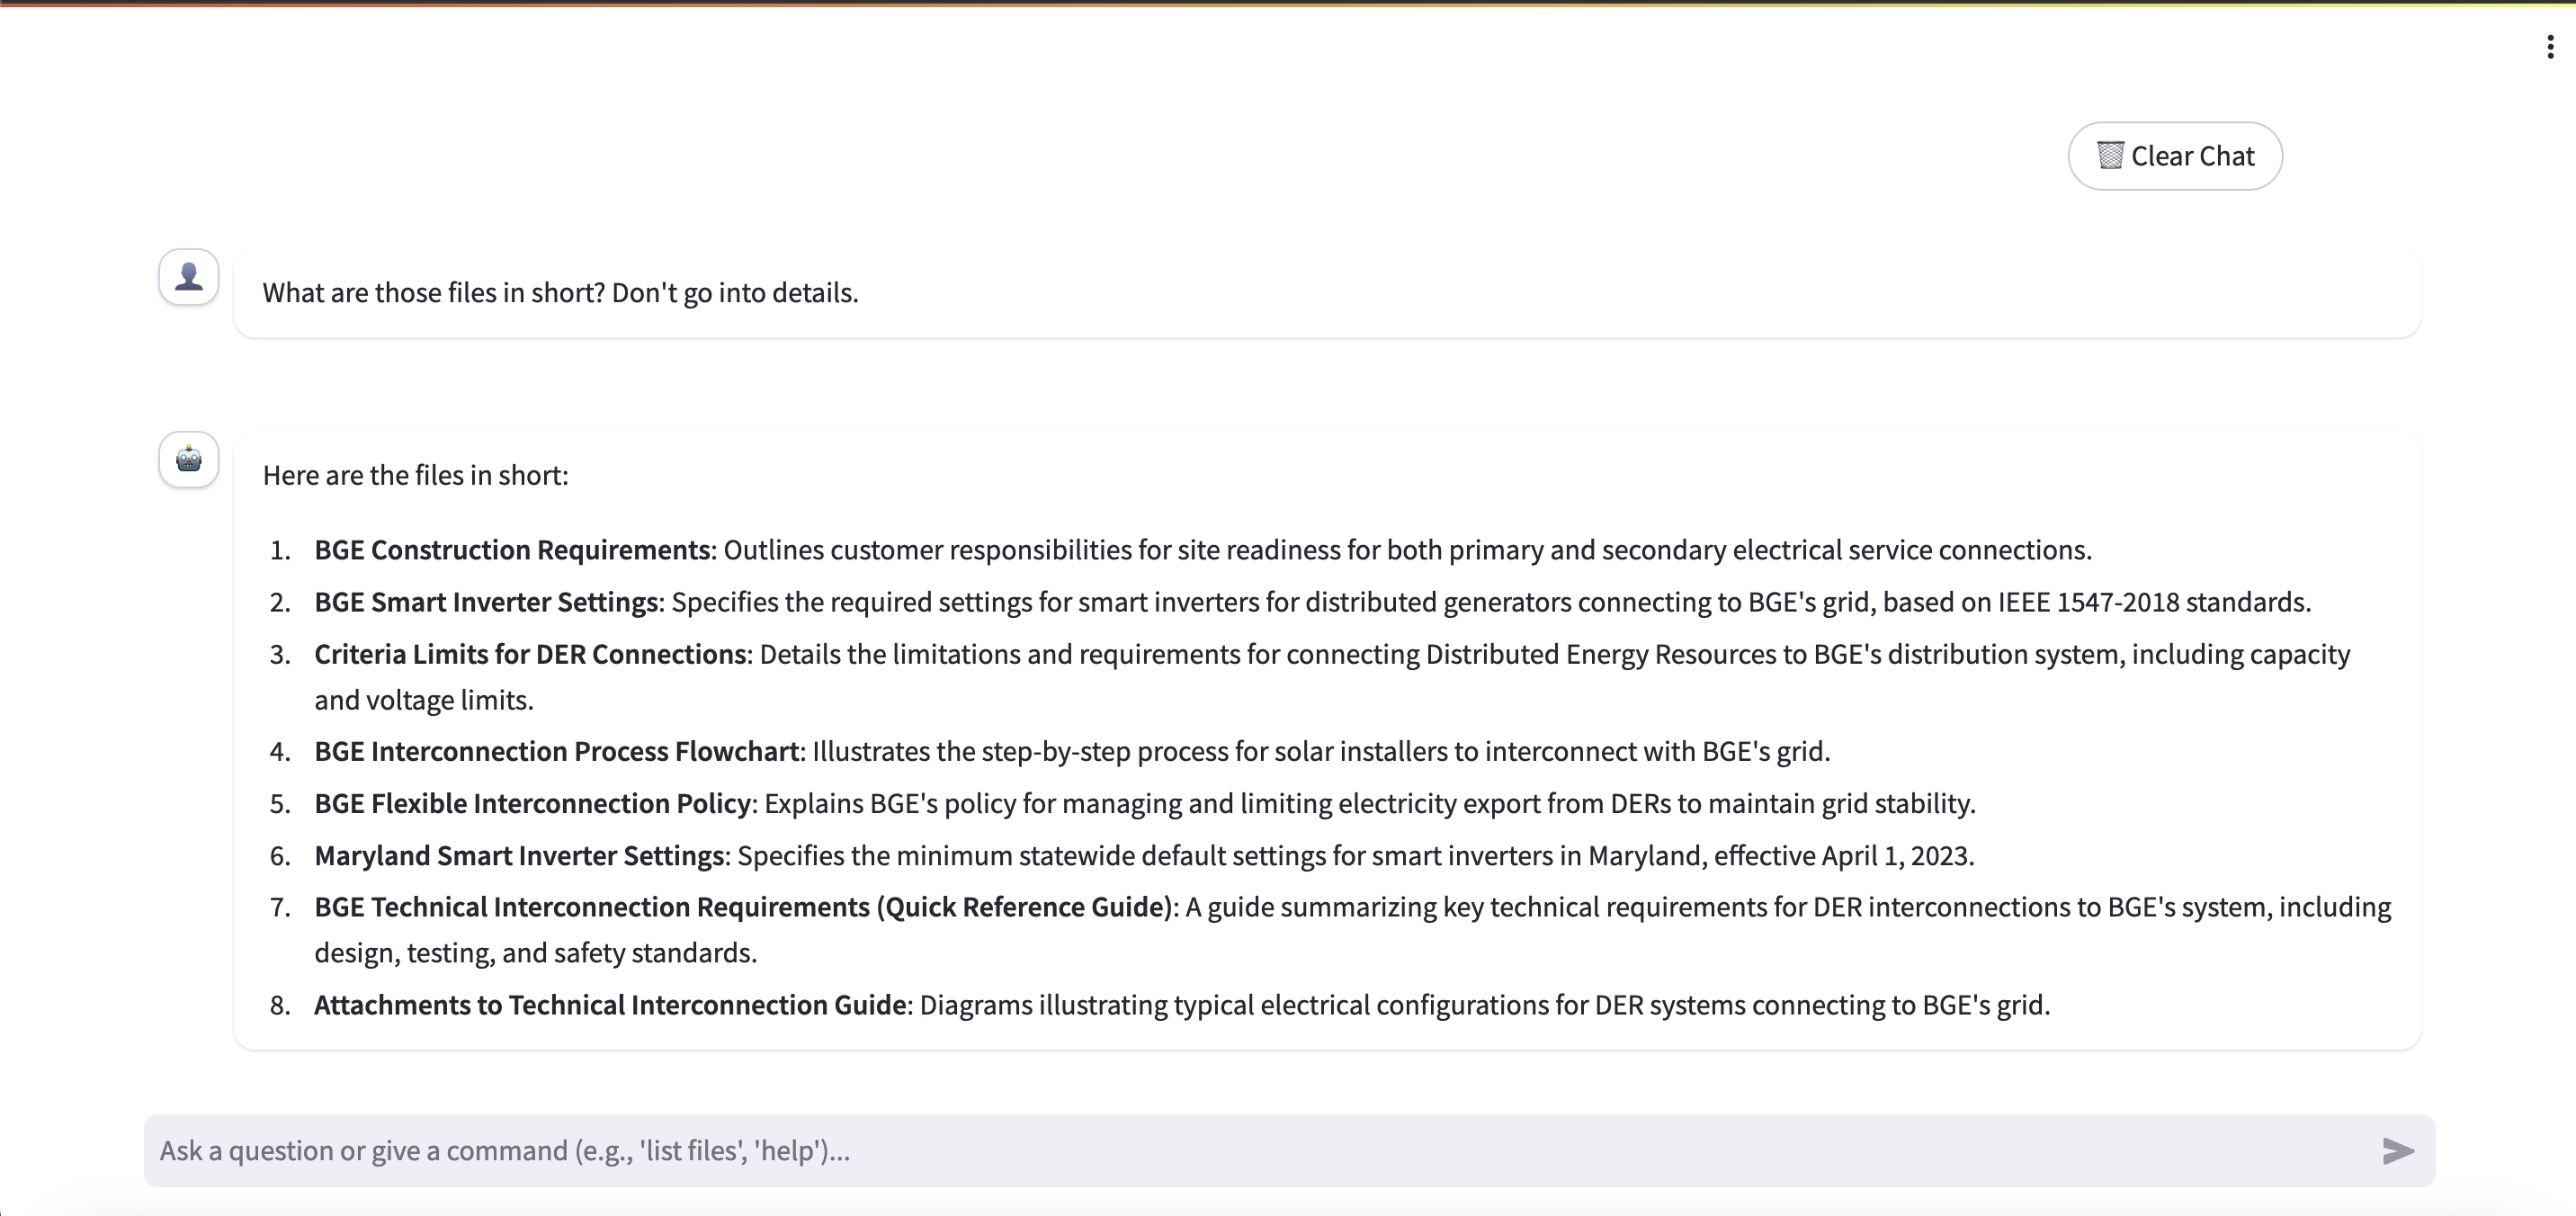 Clear Chat
What are those files in short? Don't go into details.
Here are the files in short:
1. BGE Construction Requirements: Outlines customer responsibilities for site readiness for both primary and secondary electrical service connections.
2. BGE Smart Inverter Settings: Specifies the required settings for smart inverters for distributed generators connecting to BGE's grid, based on IEEE 1547-2018 standards.
3. Criteria Limits for DER Connections: Details the limitations and requirements for connecting Distributed Energy Resources to BGE's distribution system, including capacity
and voltage limits.
4. BGE Interconnection Process Flowchart: Illustrates the step-by-step process for solar installers to interconnect with BGE's grid.
5. BGE Flexible Interconnection Policy: Explains BGE's policy for managing and limiting electricity export from DERs to maintain grid stability.
6. Maryland Smart Inverter Settings: Specifies the minimum statewide default settings for smart inverters in Maryland, effective April 1, 2023.
7. BGE Technical Interconnection Requirements (Quick Reference Guide): A guide summarizing key technical requirements for DER interconnections to BGE's system, including
design, testing, and safety standards.
8. Attachments to Technical Interconnection Guide: Diagrams illustrating typical electrical configurations for DER systems connecting to BGE's grid.
Ask a question or give a command (e.g., 'list files', 'help')...